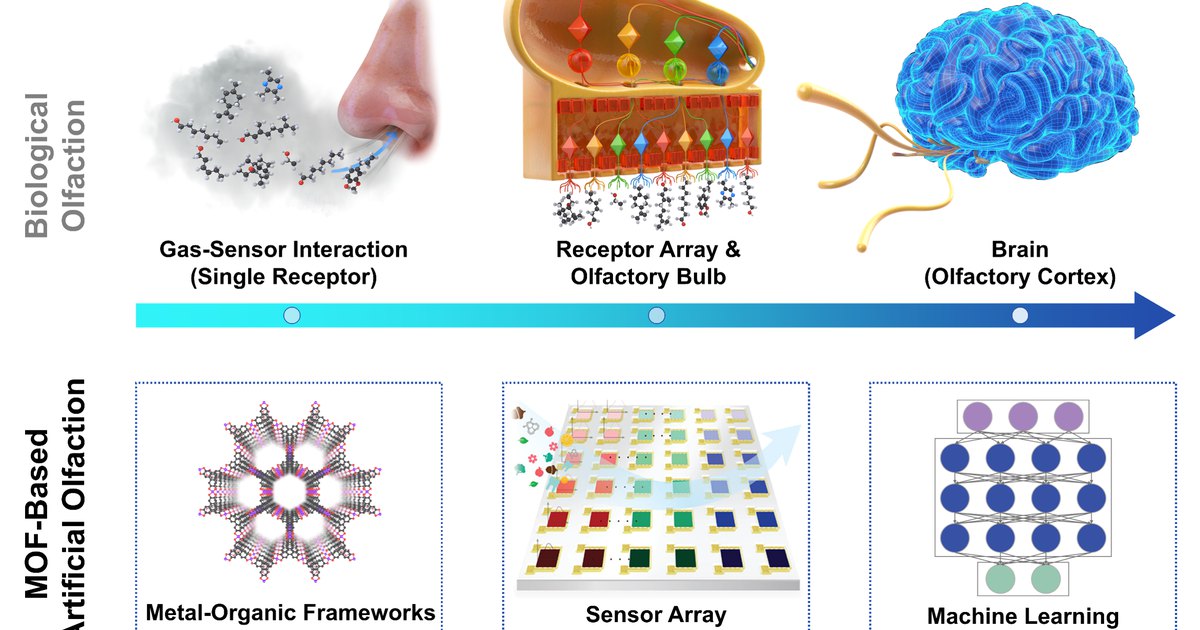 Biological
Olfaction
Gas-Sensor Interaction
(Single Receptor)
Receptor Array &
Olfactory Bulb
Brain
(Olfactory Cortex)
MOF-Based
Artificial Olfaction
Metal-Organic Frameworks
Sensor Array
Machine Learning